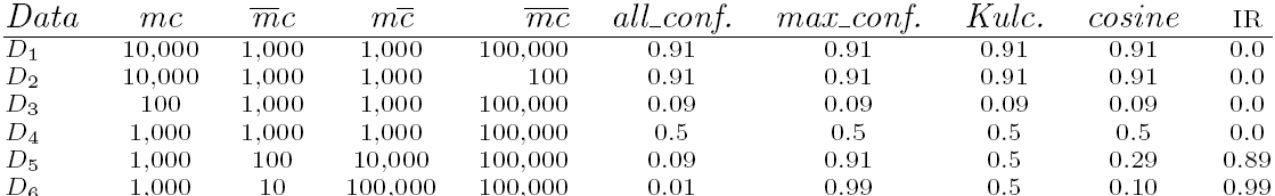 Data mc m̅c mc̅ m̅c̅ all_conf. max_conf. Kulc. cosine IR
D₁ 10,000 1,000 1,000 100,000 0.91 0.91 0.91 0.91 0.0
D₂ 10,000 1,000 1,000 100 0.91 0.91 0.91 0.91 0.0
D₃ 100 1,000 1,000 100,000 0.09 0.09 0.09 0.09 0.0
D₄ 1,000 1,000 1,000 100,000 0.5 0.5 0.5 0.5 0.0
D₅ 1,000 100 10,000 100,000 0.09 0.91 0.5 0.29 0.89
D₆ 1,000 10 100,000 100,000 0.01 0.99 0.5 0.10 0.99